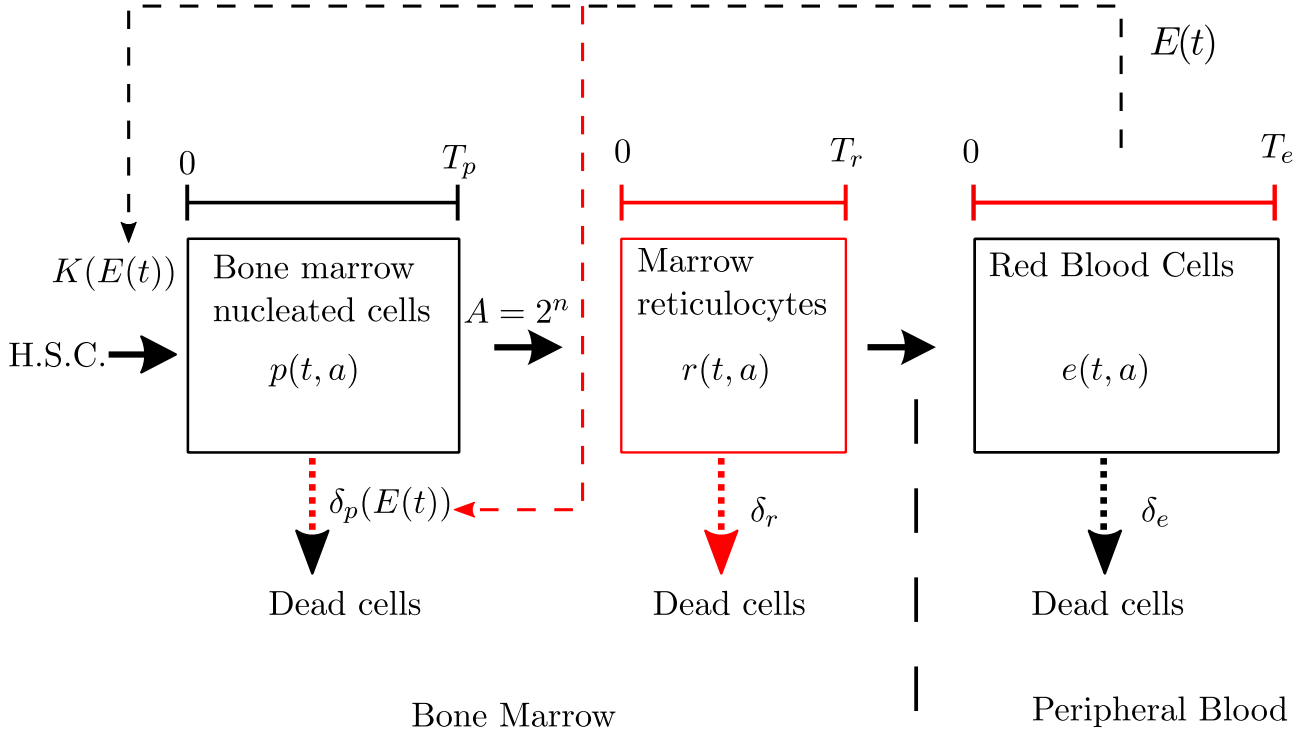 E(t)
0
T_p
0
T_r
0
T_e
K(E(t))
Bone marrow
nucleated cells
p(t, a)
H.S.C.
A = 2^n
Marrow
reticulocytes
r(t, a)
Red Blood Cells
e(t, a)
δ_p(E(t))
δ_r
δ_e
Dead cells
Dead cells
Dead cells
Bone Marrow
Peripheral Blood